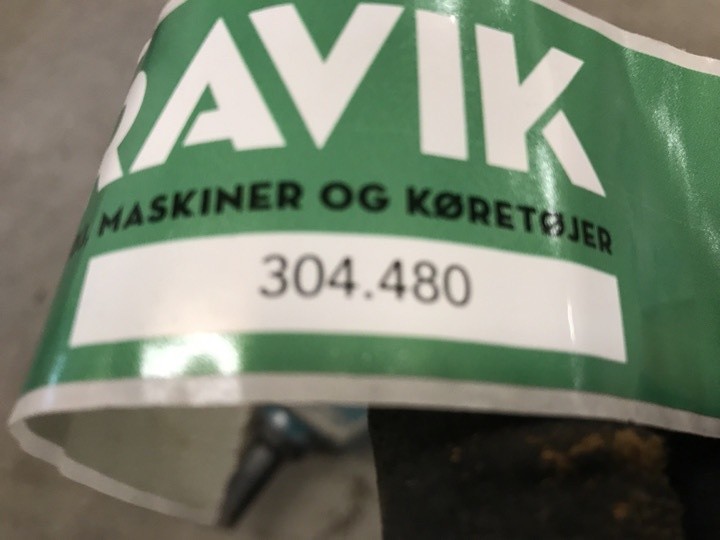 RAVIK
MASKINER OG KØRETØJER
304.480